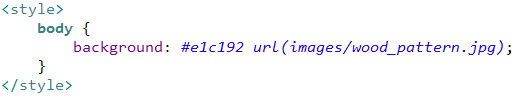 <style>
body {
background: #e1c192 url(images/wood_pattern.jpg);
}
</style>